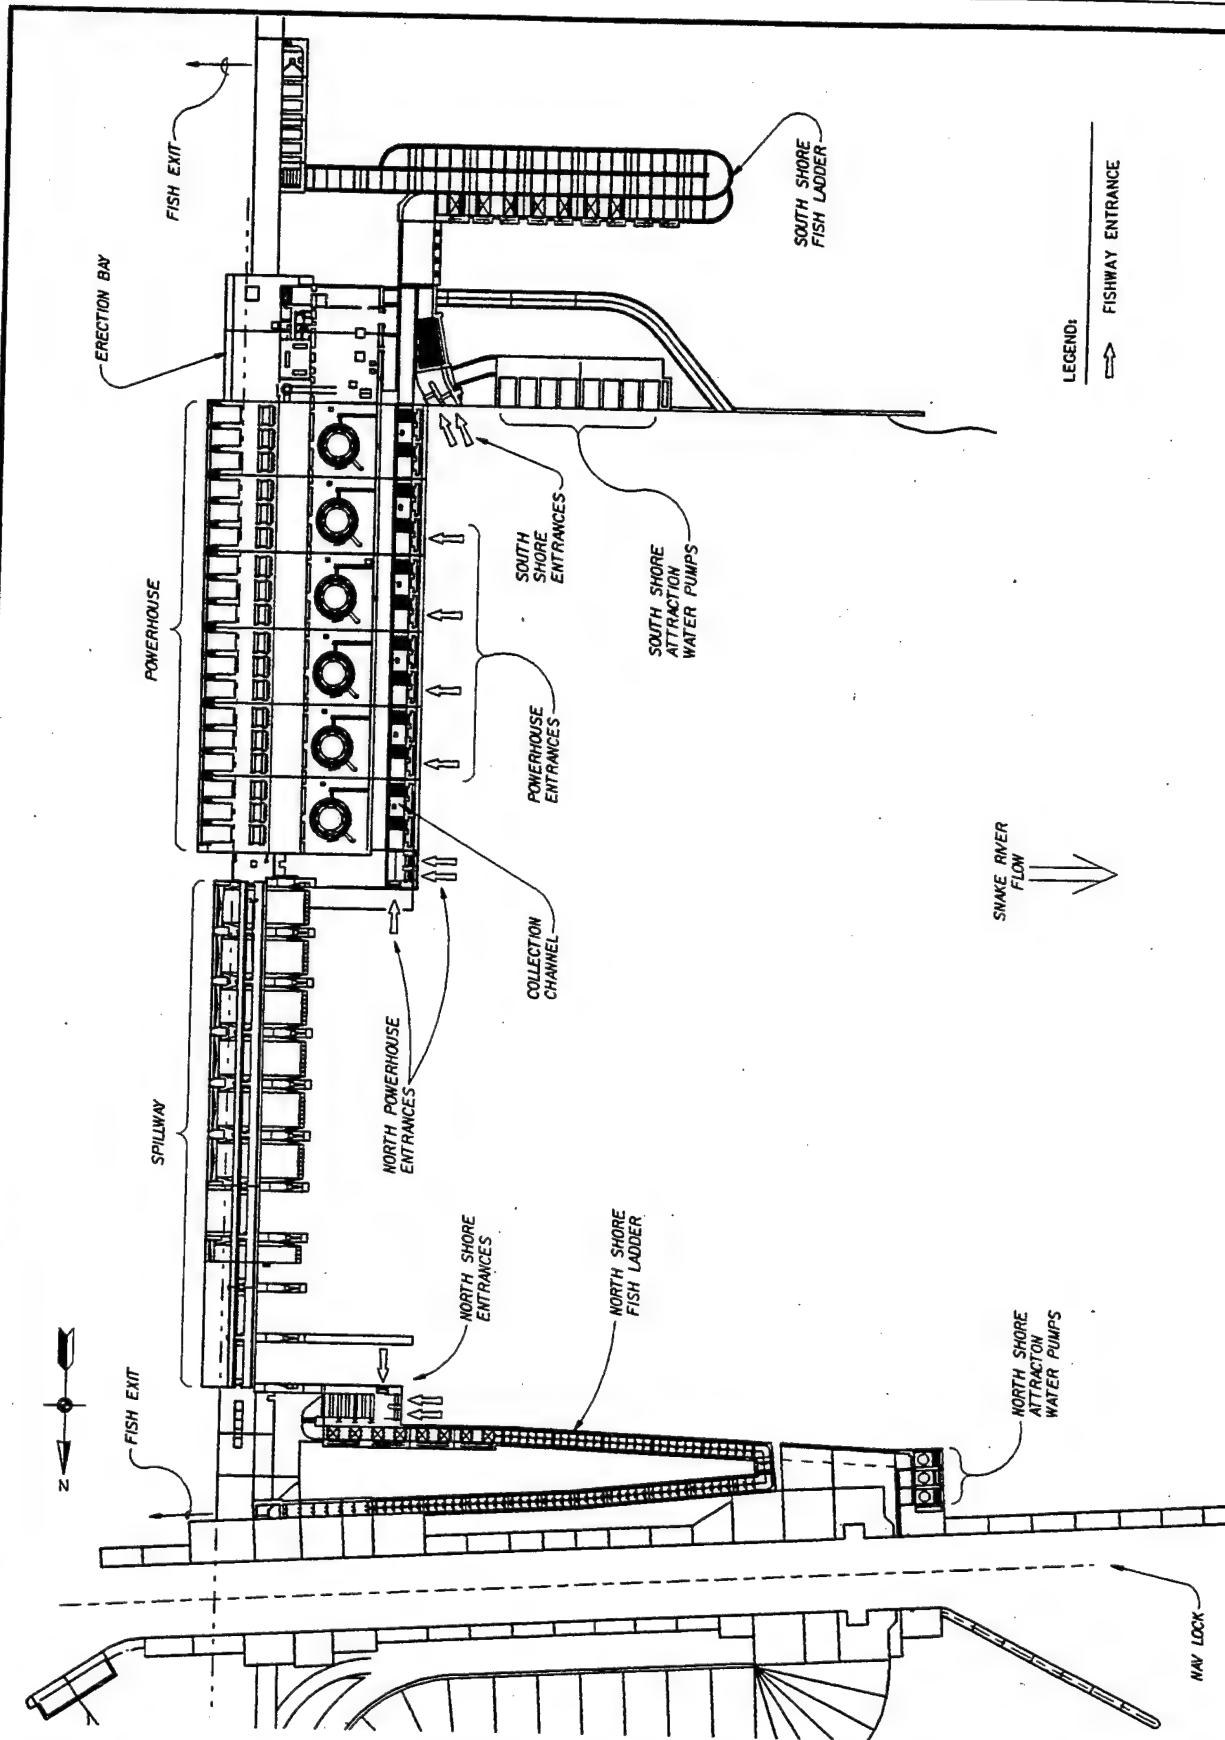 FISH EXIT
SOUTH SHORE
FISH LADDER
ERECTION BAY
LEGEND:
FISHWAY ENTRANCE
POWERHOUSE
SOUTH
SHORE
ENTRANCES
SOUTH SHORE
ATTRACTION
WATER PUMPS
POWERHOUSE
ENTRANCES
COLLECTION
CHANNEL
SNAKE RIVER
FLOW
SPILLWAY
NORTH POWERHOUSE
ENTRANCES
NORTH SHORE
ENTRANCES
NORTH SHORE
FISH LADDER
FISH EXIT
N
NORTH SHORE
ATTRACTON
WATER PUMPS
NAV LOCK